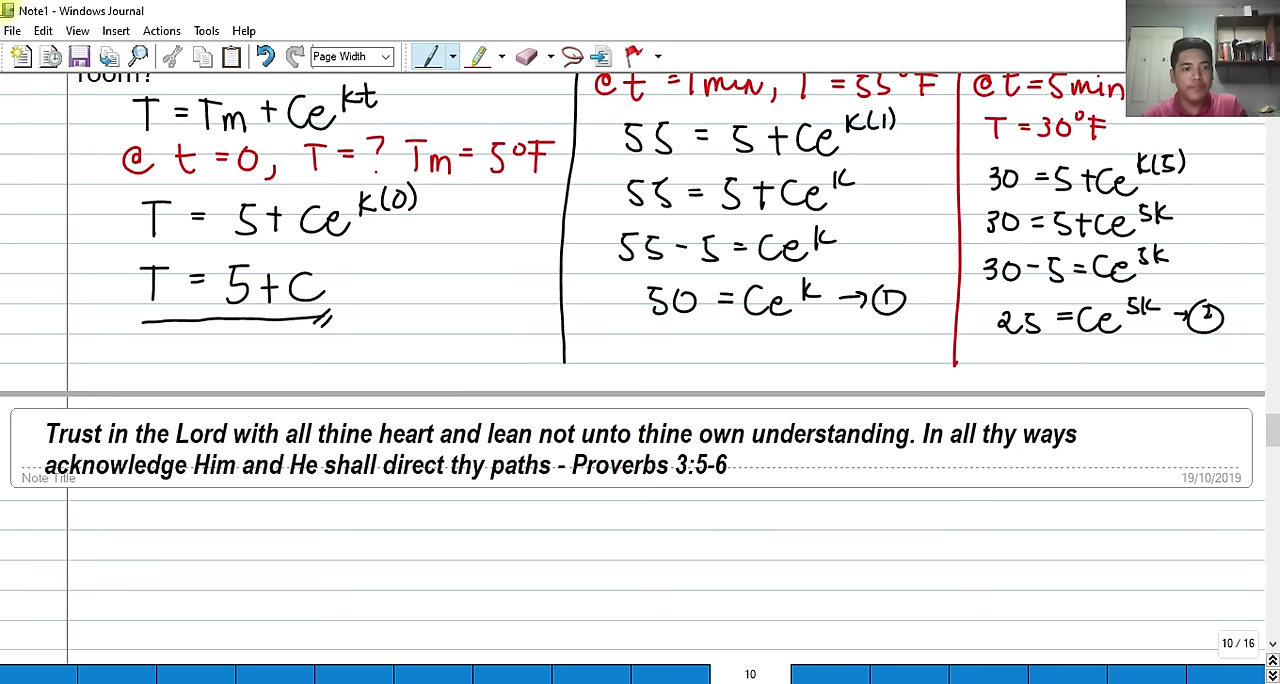 Note1 - Windows Journal
File Edit View Insert Actions Tools Help
Page Width
room?
T = Tm + Ce^kt
@ t = 0, T = ? Tm = 5°F
T = 5 + Ce^k(0)
T = 5 + C
@ t = 1 min, T = 55°F
55 = 5 + Ce^k(1)
55 = 5 + Ce^k
55 - 5 = Ce^k
50 = Ce^k → ①
@ t = 5 min
T = 30°F
30 = 5 + Ce^k(5)
30 = 5 + Ce^5k
30 - 5 = Ce^5k
25 = Ce^5k → ②
Trust in the Lord with all thine heart and lean not unto thine own understanding. In all thy ways
acknowledge Him and He shall direct thy paths - Proverbs 3:5-6
Note Title
19/10/2019
10 / 16
10